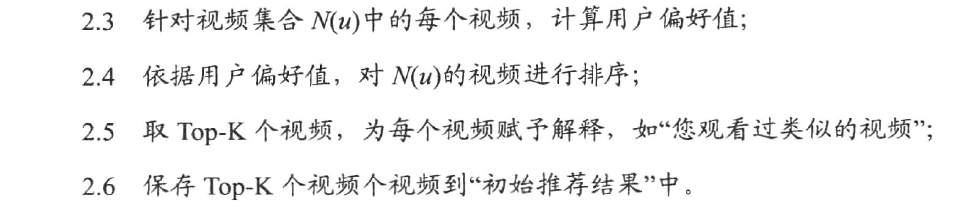 2.3 针对视频集合 N(u)中的每个视频，计算用户偏好值；
2.4 依据用户偏好值，对 N(u)的视频进行排序；
2.5 取 Top-K 个视频，为每个视频赋予解释，如“您观看过类似的视频”；
2.6 保存 Top-K 个视频个视频到“初始推荐结果”中。